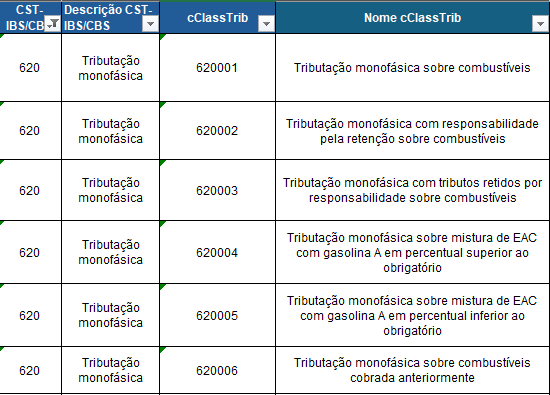 CST-
IBS/CB
Descrição CST-
IBS/CBS
cClassTrib
Nome cClassTrib
620
Tributação
monofásica
620001
Tributação monofásica sobre combustíveis
620
Tributação
monofásica
620002
Tributação monofásica com responsabilidade
pela retenção sobre combustíveis
620
Tributação
monofásica
620003
Tributação monofásica com tributos retidos por
responsabilidade sobre combustíveis
620
Tributação
monofásica
620004
Tributação monofásica sobre mistura de EAC
com gasolina A em percentual superior ao
obrigatório
620
Tributação
monofásica
620005
Tributação monofásica sobre mistura de EAC
com gasolina A em percentual inferior ao
obrigatório
620
Tributação
monofásica
620006
Tributação monofásica sobre combustíveis
cobrada anteriormente